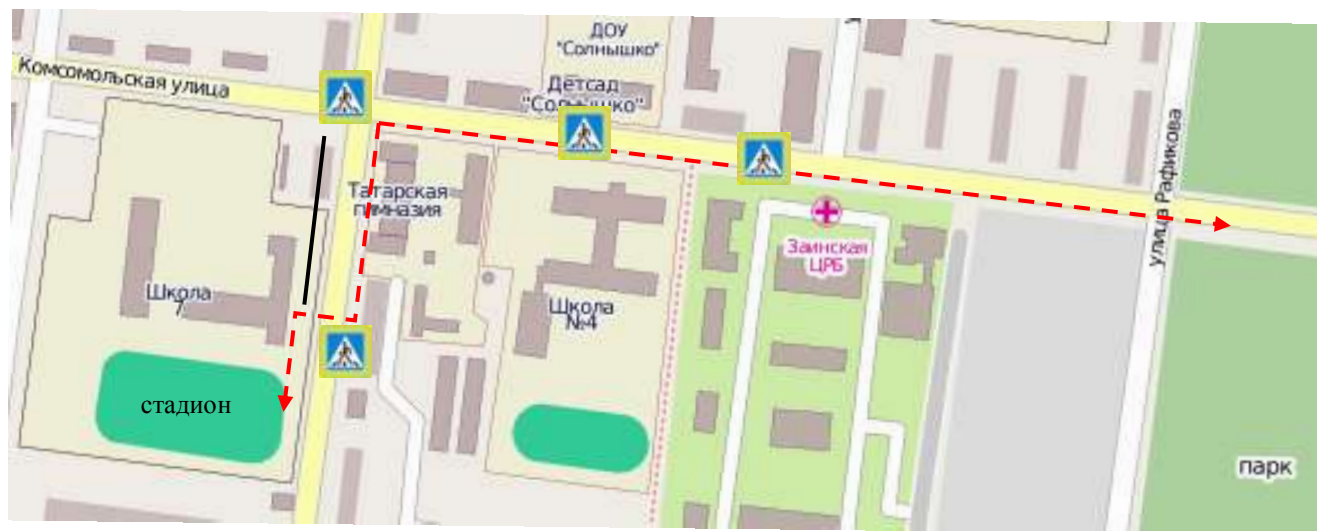 ДОУ
"Солнышко"
Комсомольская улица
Детсад
"Солнышко"
улица Рафикова
Татарская
гимназия
Заинская
ЦРБ
Школа
7
Школа
№4
стадион
парк